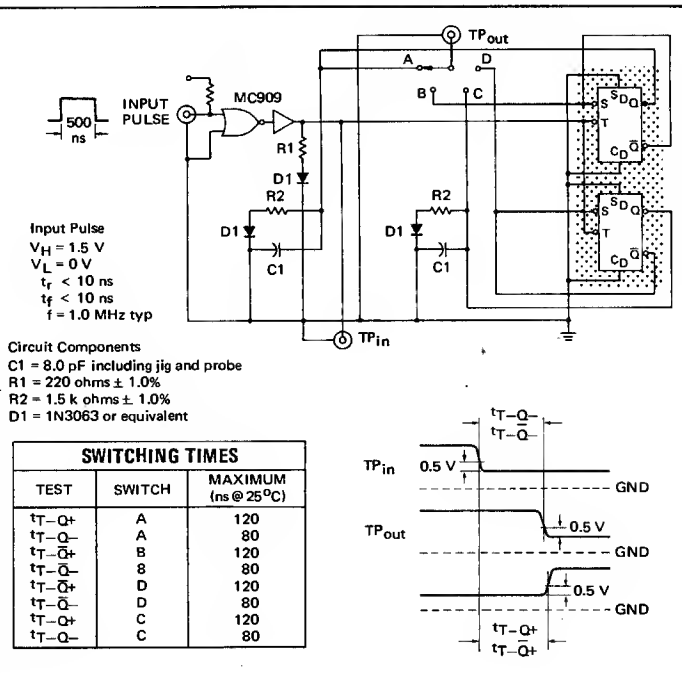 TPout
A
D
B
C
MC909
INPUT
PULSE
500
ns
R1
D1
R2
D1
C1
R2
D1
C1
TPin
S
SD
Q
T
CD
Q̅
S
SD
Q
T
CD
Q̅
Input Pulse
VH = 1.5 V
VL = 0 V
tr < 10 ns
tf < 10 ns
f = 1.0 MHz typ
Circuit Components
C1 = 8.0 pF including jig and probe
R1 = 220 ohms ± 1.0%
R2 = 1.5 k ohms ± 1.0%
D1 = 1N3063 or equivalent
SWITCHING TIMES
TEST SWITCH MAXIMUM (ns @ 25°C)
tT–Q+ A 120
tT–Q– A 80
tT–Q̅+ B 120
tT–Q̅– 8 80
tT–Q̅+ D 120
tT–Q̅– D 80
tT–Q+ C 120
tT–Q– C 80
tT–Q–
tT–Q̅–
TPin
0.5 V
GND
TPout
0.5 V
GND
0.5 V
GND
tT–Q+
tT–Q̅+